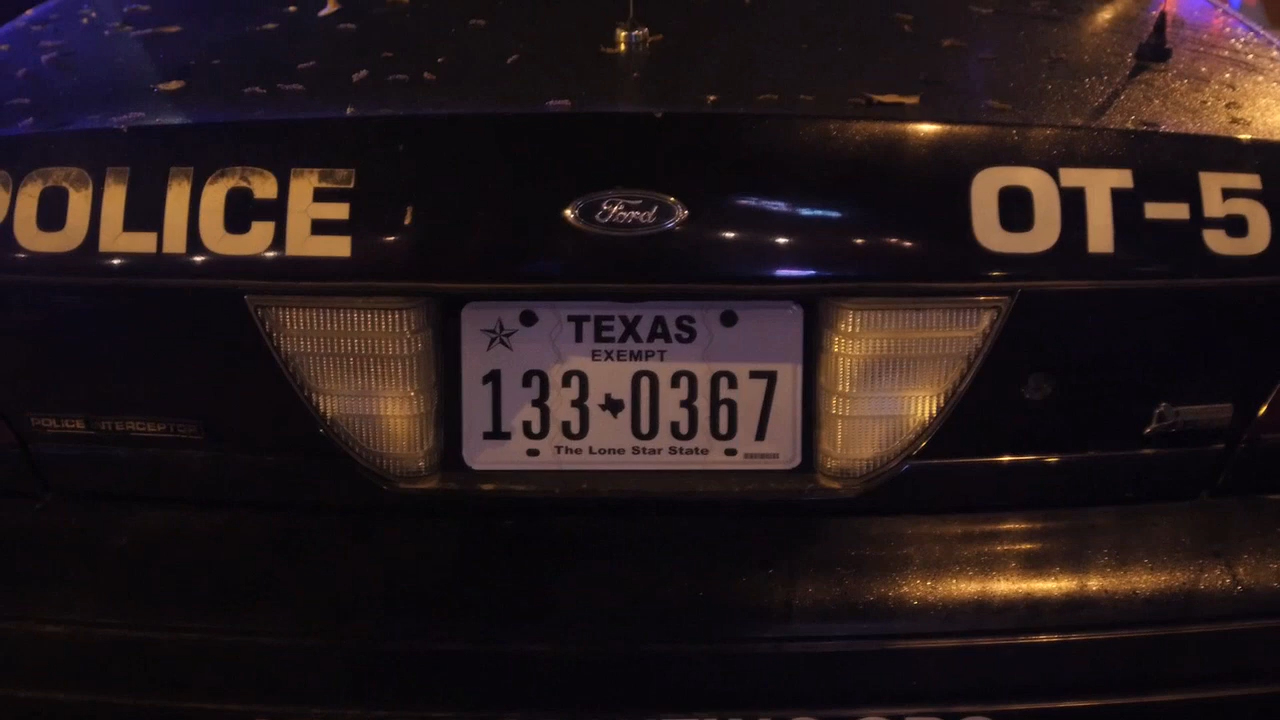 POLICE
Ford
OT-5
TEXAS
EXEMPT
133 0367
The Lone Star State
POLICE INTERCEPTOR